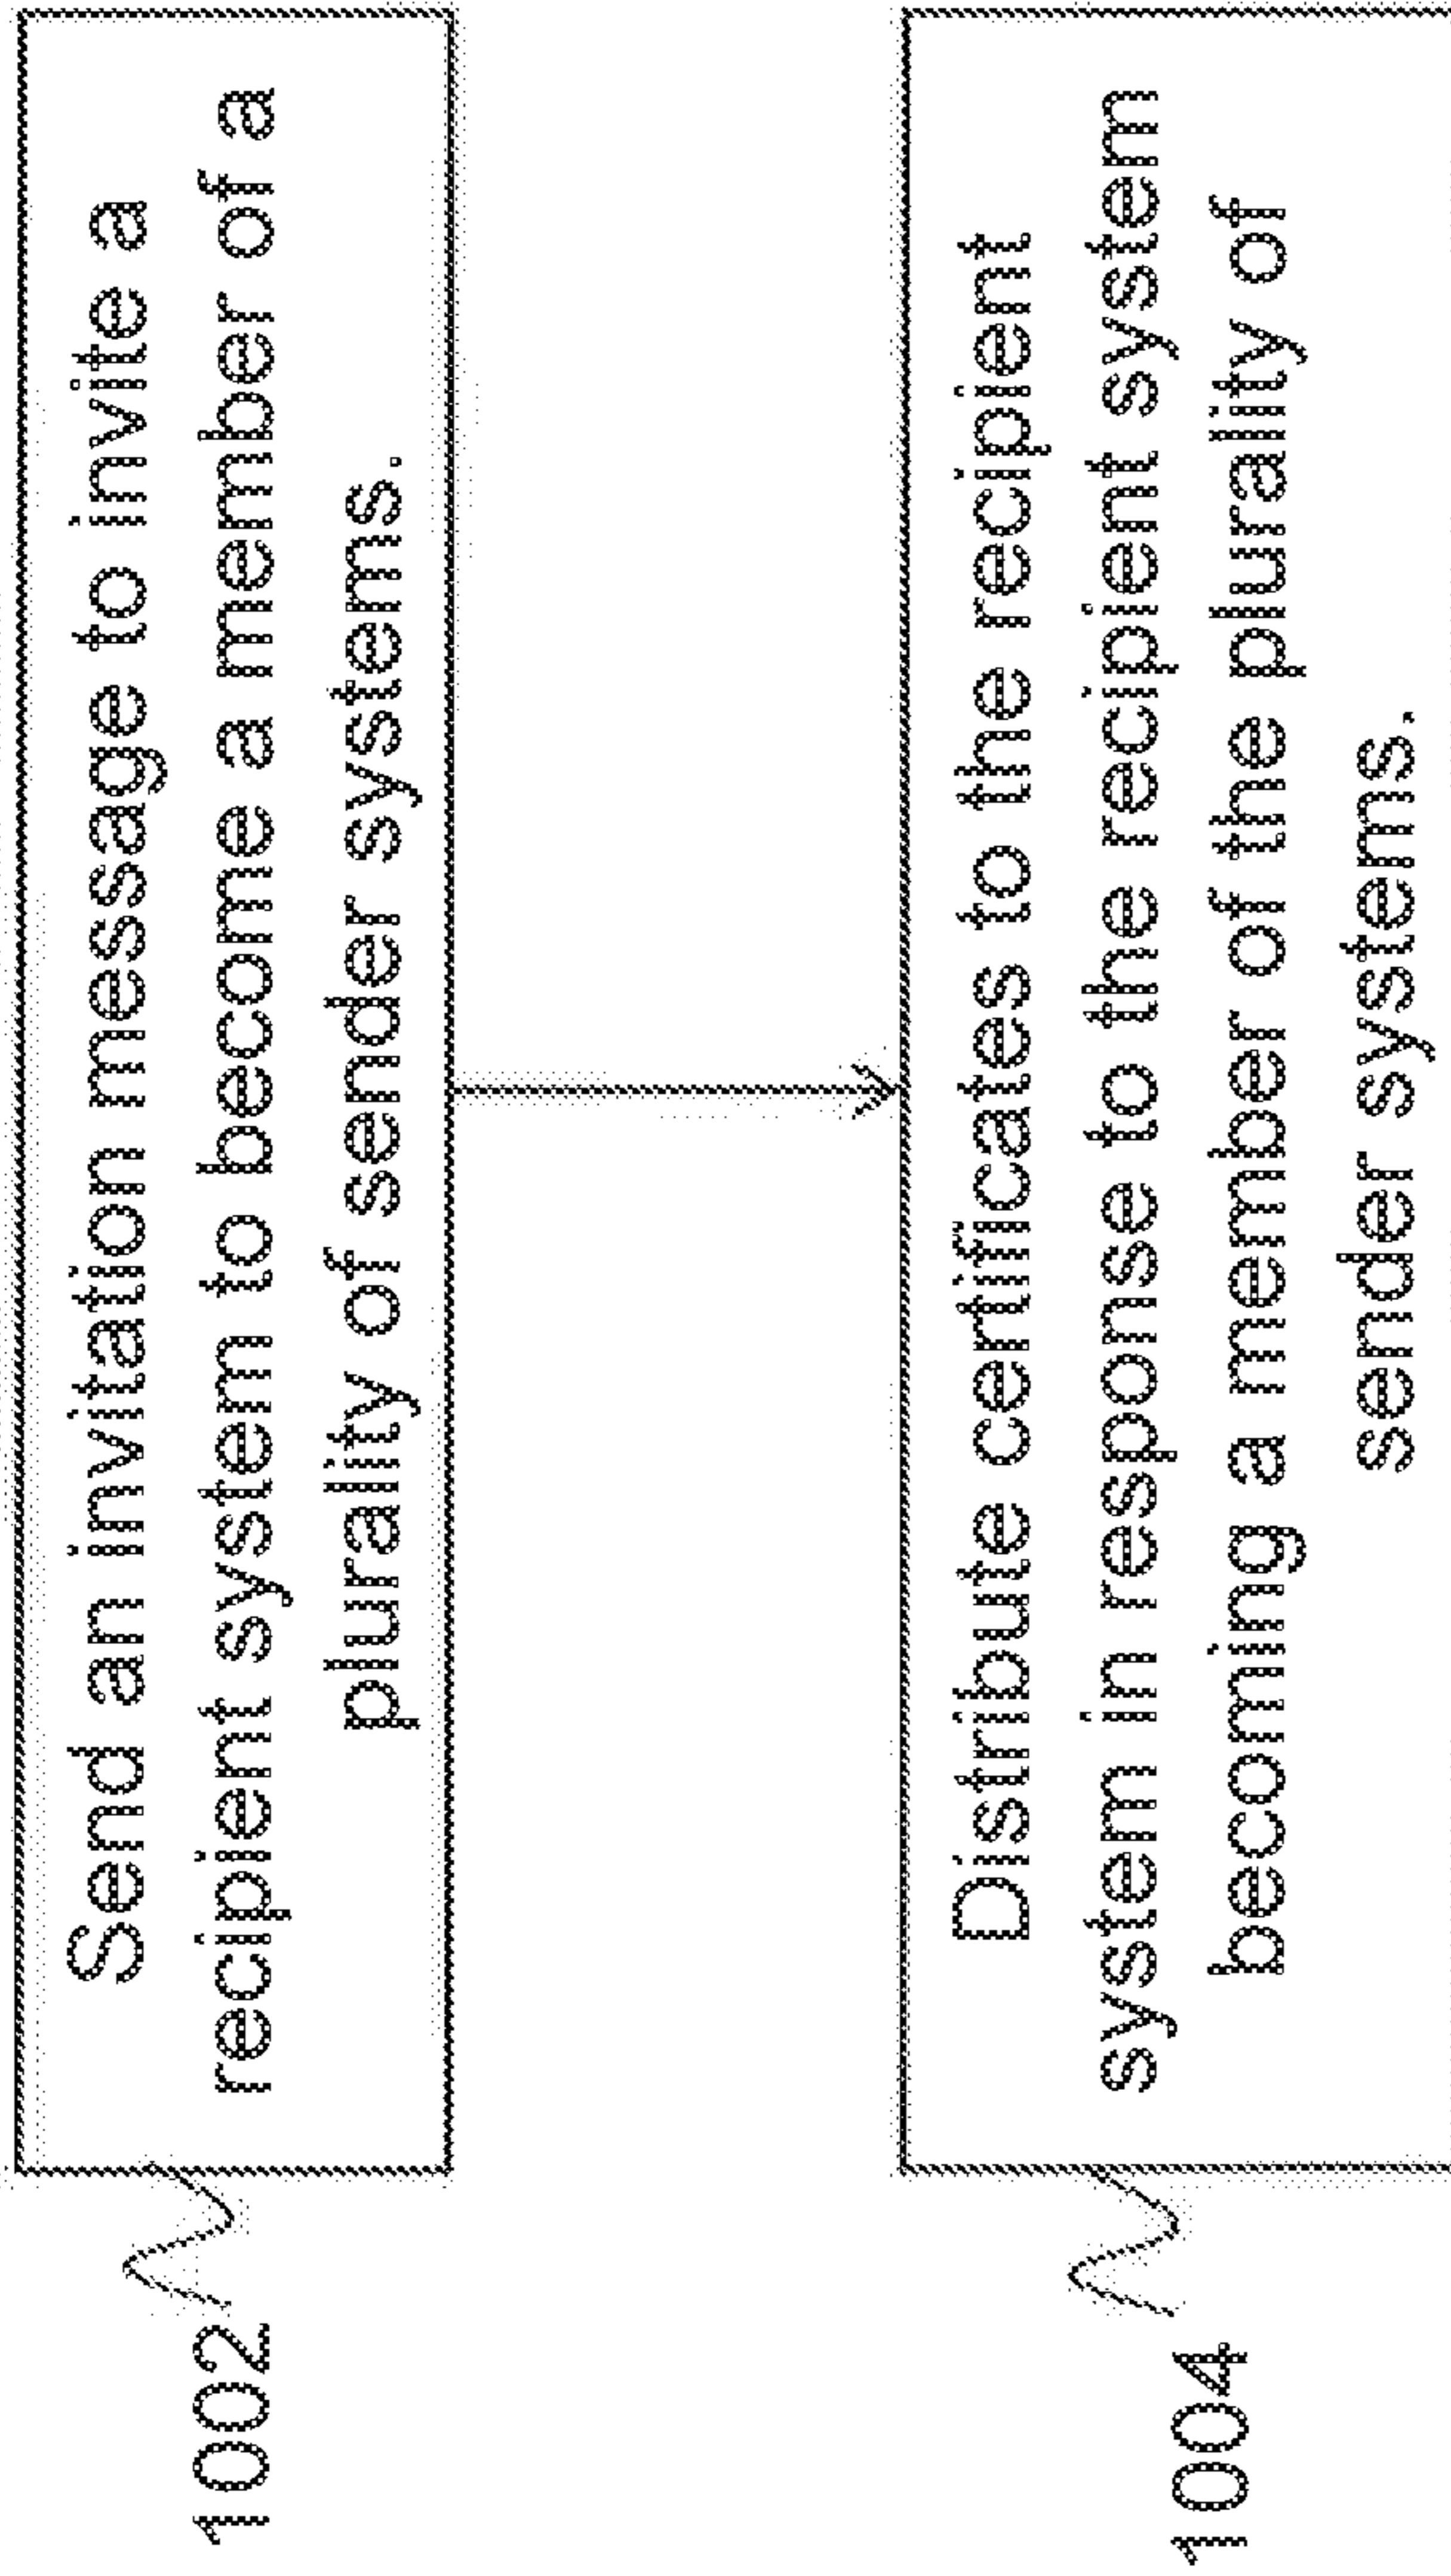 1002
Send an invitation message to invite a
recipient system to become a member of a
plurality of sender systems.
1004
Distribute certificates to the recipient
system in response to the recipient system
becoming a member of the plurality of
sender systems.